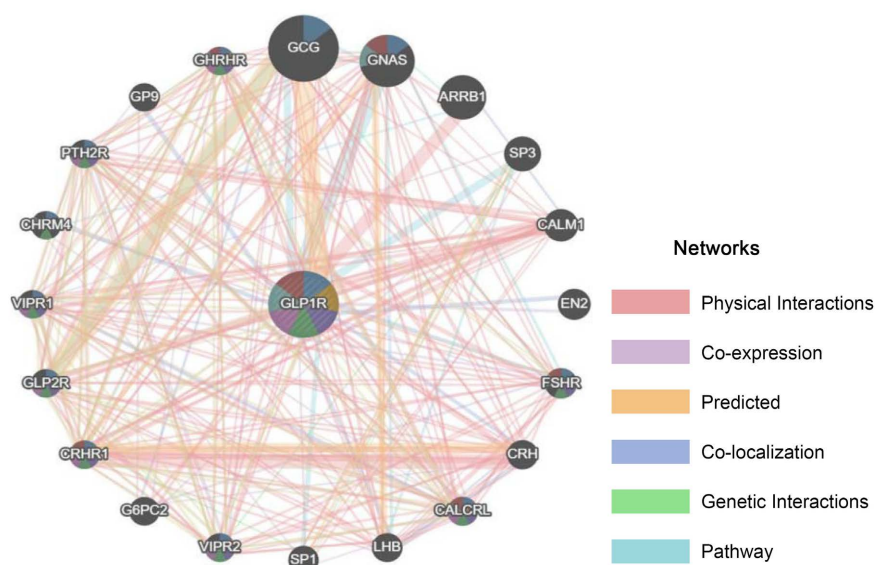 GCG
GNAS
GHRHR
ARRB1
GP9
SP3
PTH2R
CALM1
CHRM4
VIPR1
GLP1R
EN2
GLP2R
FSHR
CRHR1
CRH
G6PC2
CALCRL
VIPR2
SP1
LHB
Networks
Physical Interactions
Co-expression
Predicted
Co-localization
Genetic Interactions
Pathway